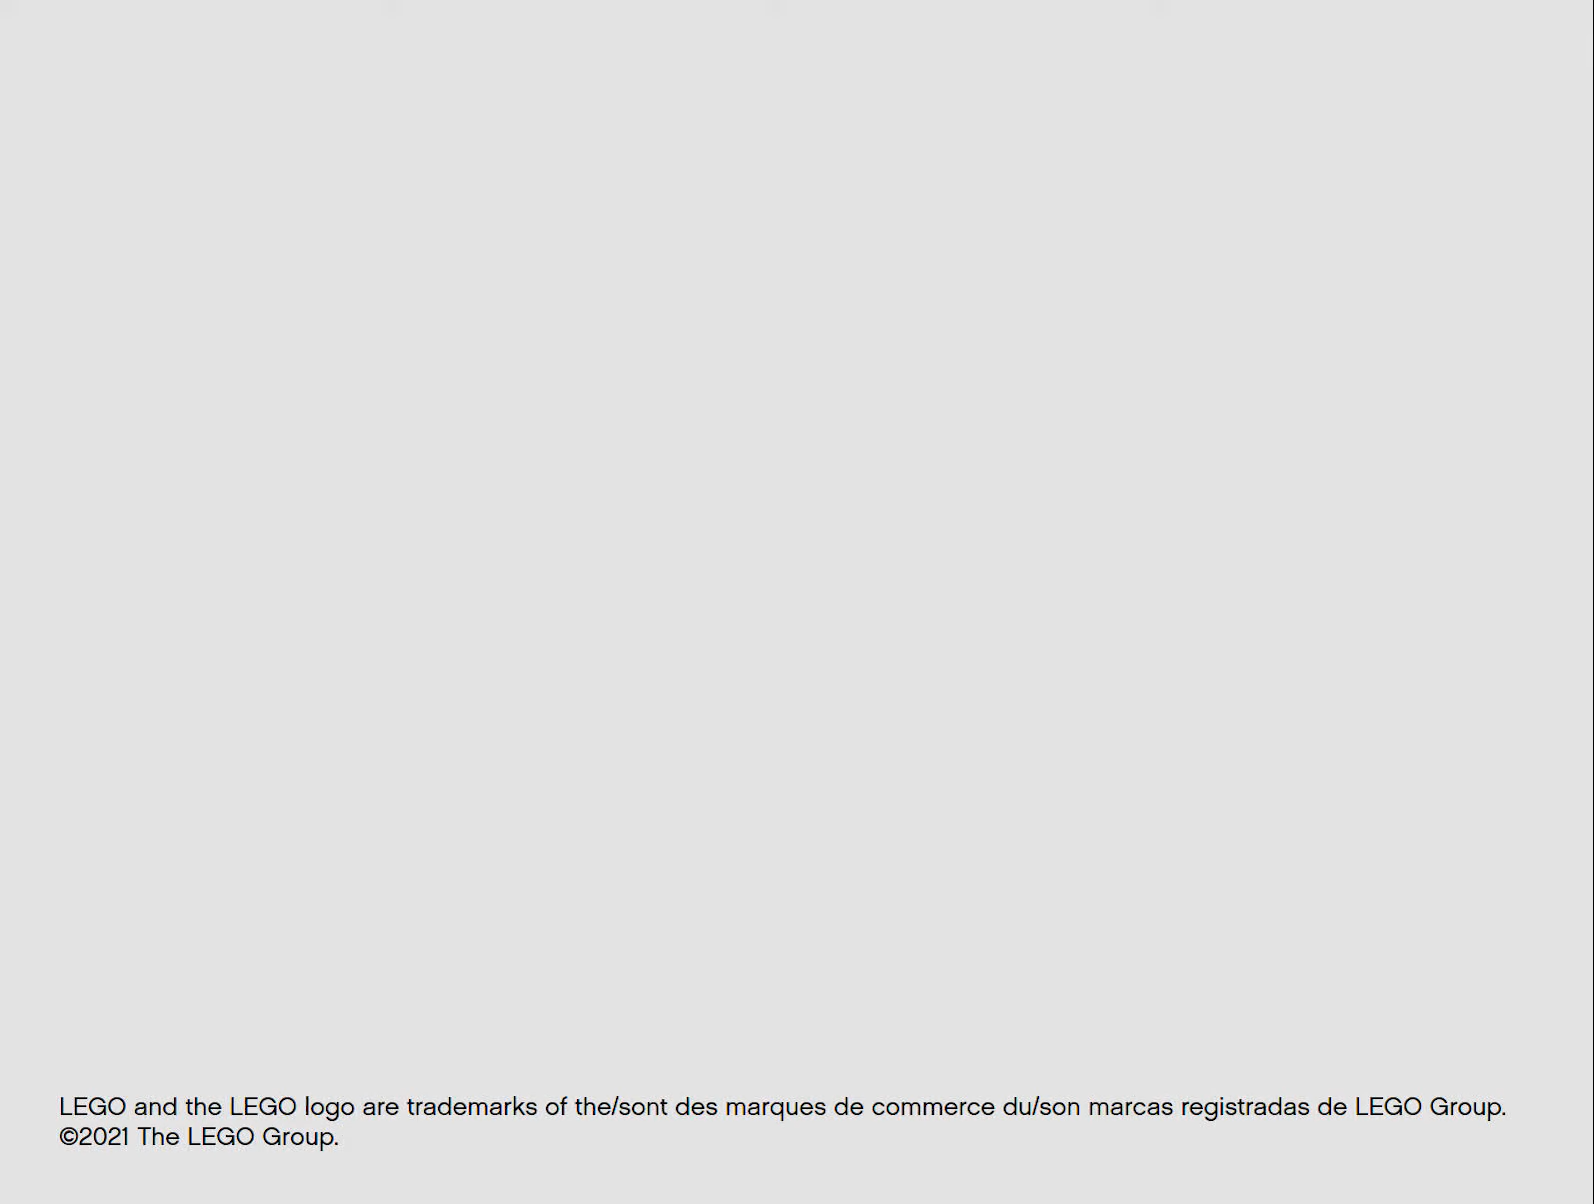 LEGO and the LEGO logo are trademarks of the/sont des marques de commerce du/son marcas registradas de LEGO Group.
©2021 The LEGO Group.